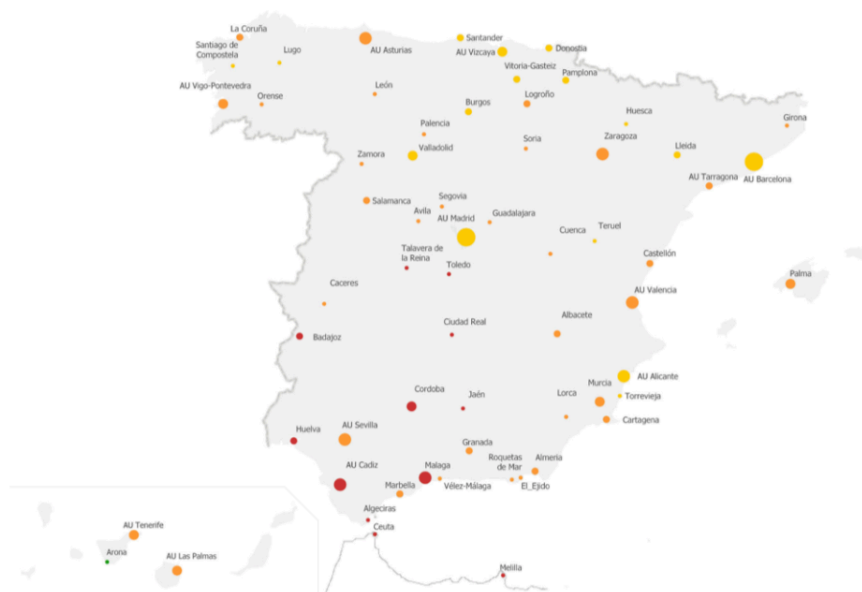 La Coruña
AU Asturias
Santander
AU Vizcaya
Donostia
Santiago de
Compostela
Lugo
Vitoria-Gasteiz
Pamplona
AU Vigo-Pontevedra
Orense
León
Burgos
Logroño
Huesca
Girona
Palencia
Valladolid
Soria
Zaragoza
Lleida
Zamora
AU Barcelona
AU Tarragona
Salamanca
Segovia
Avila
AU Madrid
Guadalajara
Cuenca
Teruel
Talavera de
la Reina
Toledo
Castellón
Palma
Caceres
AU Valencia
Badajoz
Ciudad Real
Albacete
AU Alicante
Cordoba
Jaén
Lorca
Murcia
Torrevieja
Cartagena
Huelva
AU Sevilla
Granada
AU Cadiz
Malaga
Roquetas
de Mar
Almeria
Marbella
Vélez-Málaga
El_Ejido
Algeciras
Ceuta
AU Tenerife
Arona
AU Las Palmas
Melilla